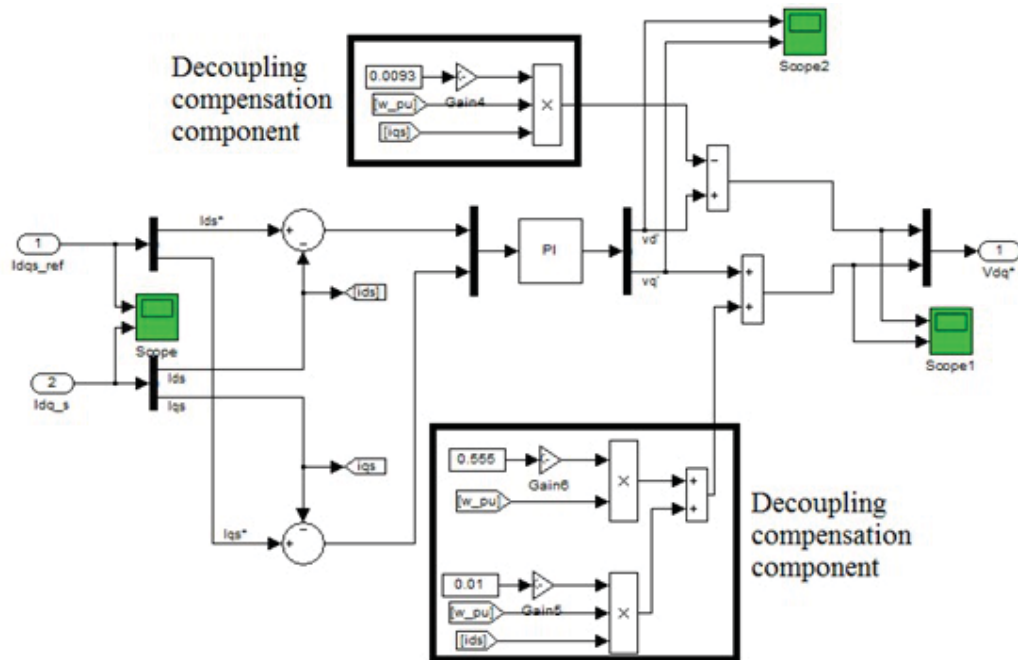 Decoupling
compensation
component
0.0093
Gain4
[w_pu]
[iqs]
×
Scope2
−
+
Ids*
1
Idqs_ref
+
−
PI
vd'
vq'
+
+
1
Vdq*
[ids]
Scope
2
Idq_s
Ids
Iqs
Scope1
iqs
Iqs*
−
+
0.555
Gain6
[w_pu]
×
+
+
0.01
Gain5
[w_pu]
[ids]
×
Decoupling
compensation
component